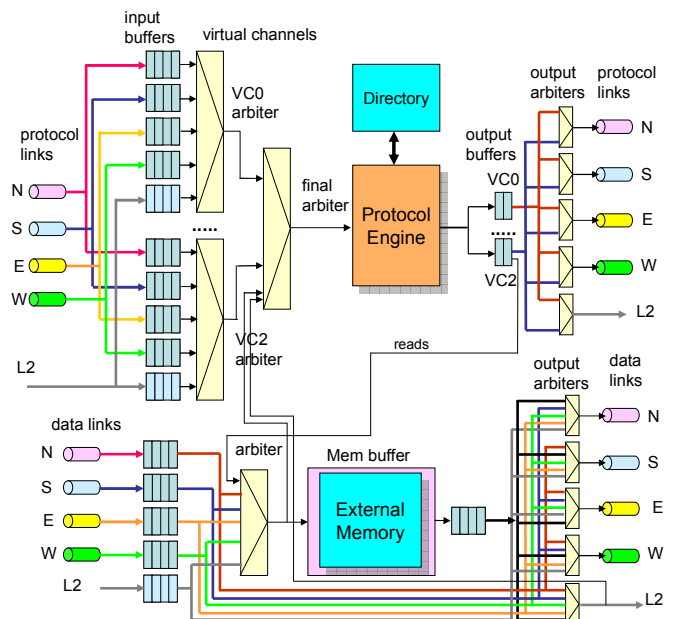 input
buffers
virtual channels
VC0
arbiter
protocol
links
N
S
E
W
L2
.....
VC2
arbiter
final
arbiter
Directory
Protocol
Engine
output
buffers
VC0
.....
VC2
output
arbiters
protocol
links
N
S
E
W
L2
reads
data links
N
S
E
W
L2
arbiter
Mem buffer
External
Memory
output
arbiters
data
links
N
S
E
W
L2